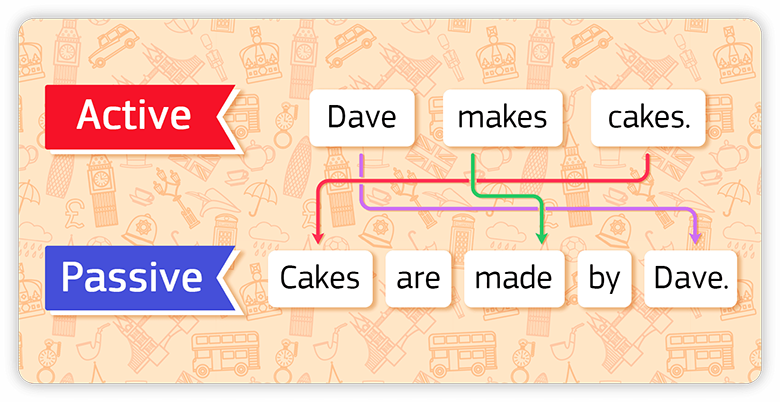 Active Dave makes cakes.
Passive Cakes are made by Dave.